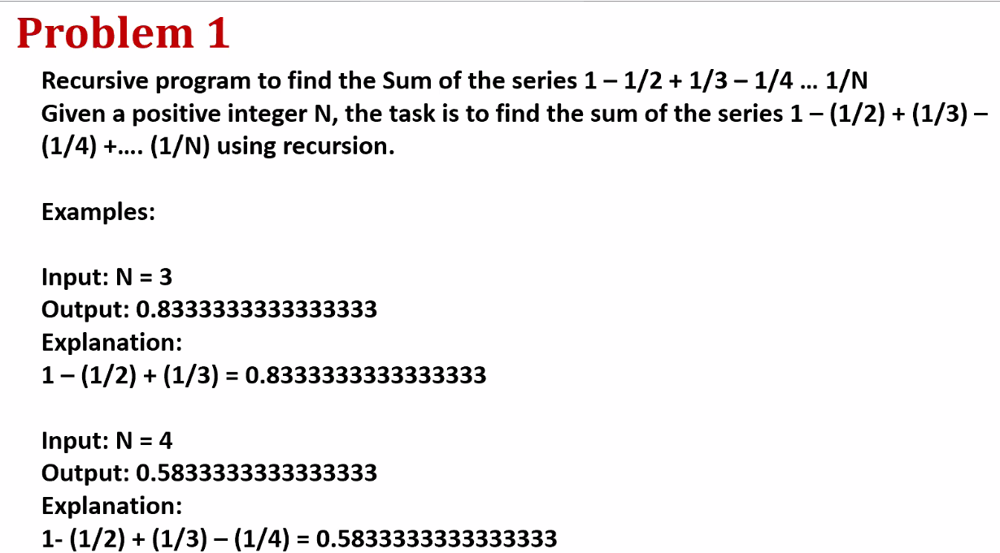 Problem 1
Recursive program to find the Sum of the series 1 – 1/2 + 1/3 – 1/4 … 1/N
Given a positive integer N, the task is to find the sum of the series 1 – (1/2) + (1/3) –
(1/4) +…. (1/N) using recursion.
Examples:
Input: N = 3
Output: 0.8333333333333333
Explanation:
1 – (1/2) + (1/3) = 0.8333333333333333
Input: N = 4
Output: 0.5833333333333333
Explanation:
1- (1/2) + (1/3) – (1/4) = 0.5833333333333333